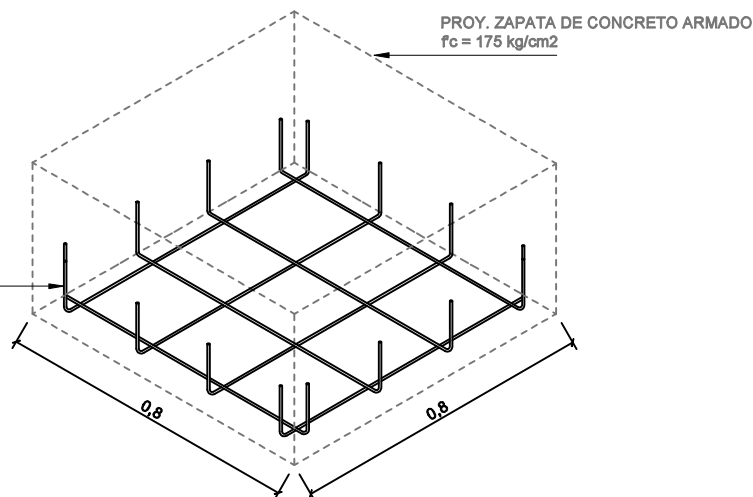 PROY. ZAPATA DE CONCRETO ARMADO
f'c = 175 kg/cm2
0,8
0,8